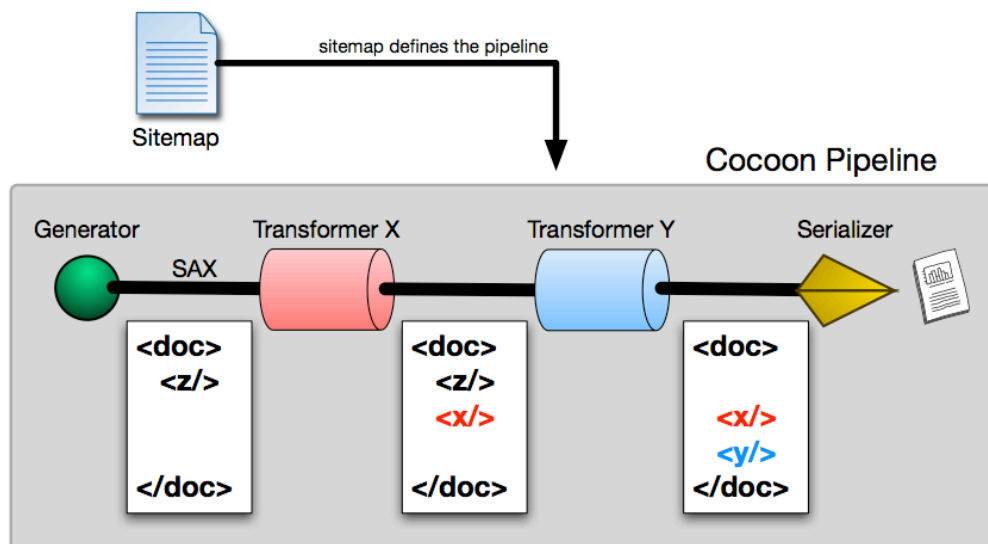 sitemap defines the pipeline
Sitemap
Cocoon Pipeline
Generator
SAX
Transformer X
Transformer Y
Serializer
<doc>
<z/>
</doc>
<doc>
<z/>
<x/>
</doc>
<doc>
<x/>
<y/>
</doc>